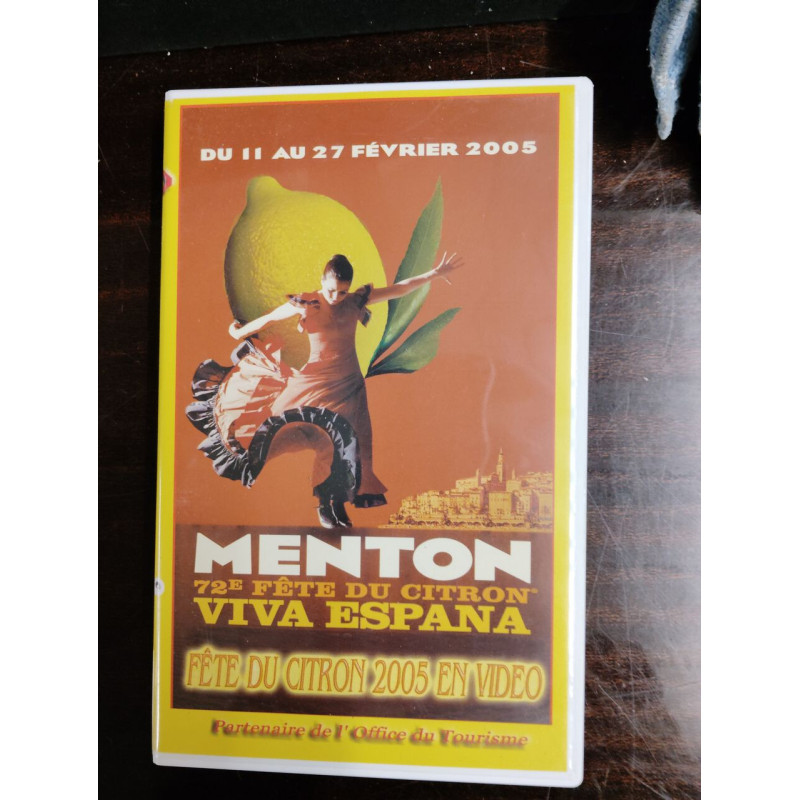 DU 11 AU 27 FÉVRIER 2005
MENTON
72E FÊTE DU CITRON®
VIVA ESPANA
FÊTE DU CITRON 2005 EN VIDEO
Partenaire de l' Office du Tourisme